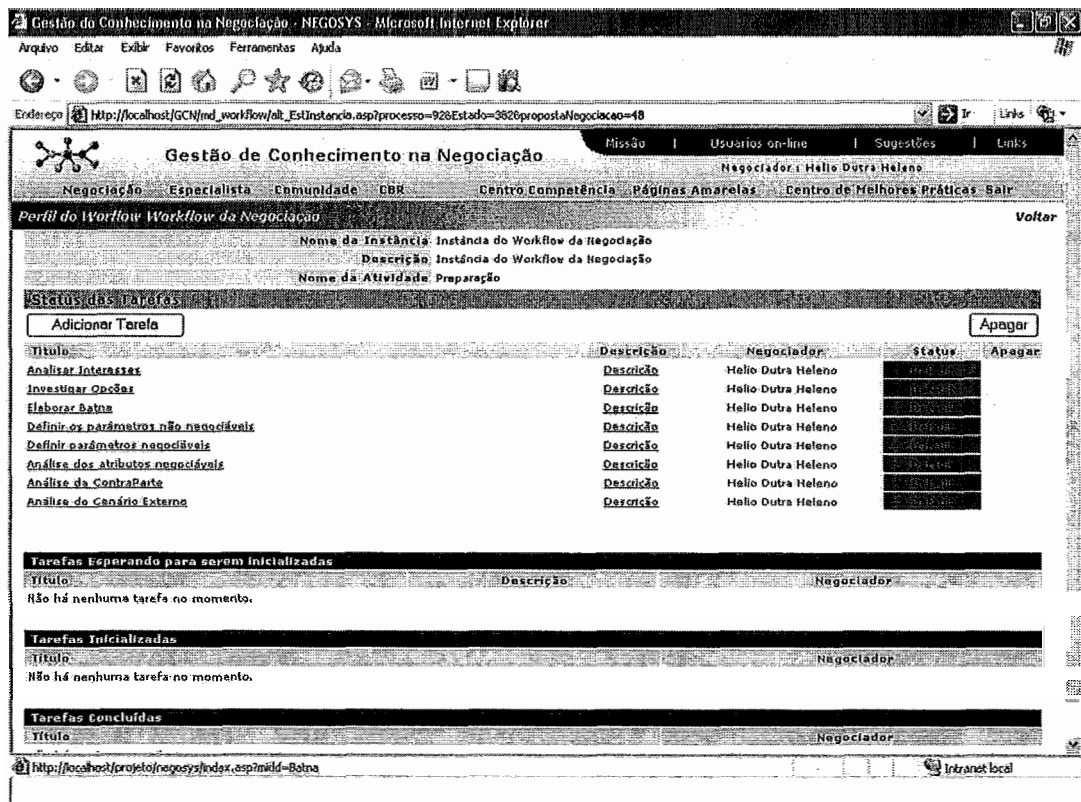 Gestão do Conhecimento na Negociação - NEGOSYS - Microsoft Internet Explorer
Arquivo Editar Exibir Favoritos Ferramentas Ajuda
Endereço http://localhost/GCN/md_workflow/alt_EstInstancia.asp?processo=92&Estado=382&propostaNegociacao=48 Ir Links
Missão | Usuários on-line | Sugestões | Links
Gestão de Conhecimento na Negociação
Negociador: Helio Dutra Heleno
Negociação Especialista Comunidade CBR Centro Competência Páginas Amarelas Centro de Melhores Práticas Sair
Perfil do Worflow Workflow da Negociação Voltar
Nome da Instância Instância do Workflow da Negociação
Descrição Instância do Workflow da Negociação
Nome da Atividade Preparação
Status das Tarefas
Adicionar Tarefa Apagar
Título Descrição Negociador Status Apagar
Analisar Interesses Descrição Helio Dutra Heleno
Investigar Opções Descrição Helio Dutra Heleno
Elaborar Batna Descrição Helio Dutra Heleno
Definir os parâmetros não negociáveis Descrição Helio Dutra Heleno
Definir parâmetros negociáveis Descrição Helio Dutra Heleno
Análise dos atributos negociáveis Descrição Helio Dutra Heleno
Análise da ContraParte Descrição Helio Dutra Heleno
Análise do Cenário Externo Descrição Helio Dutra Heleno
Tarefas Esperando para serem inicializadas
Título Descrição Negociador
Não há nenhuma tarefa no momento.
Tarefas Inicializadas
Título Negociador
Não há nenhuma tarefa no momento.
Tarefas Concluídas
Título Negociador
http://localhost/projeto/negosys/index.asp?midd=Batna Intranet local